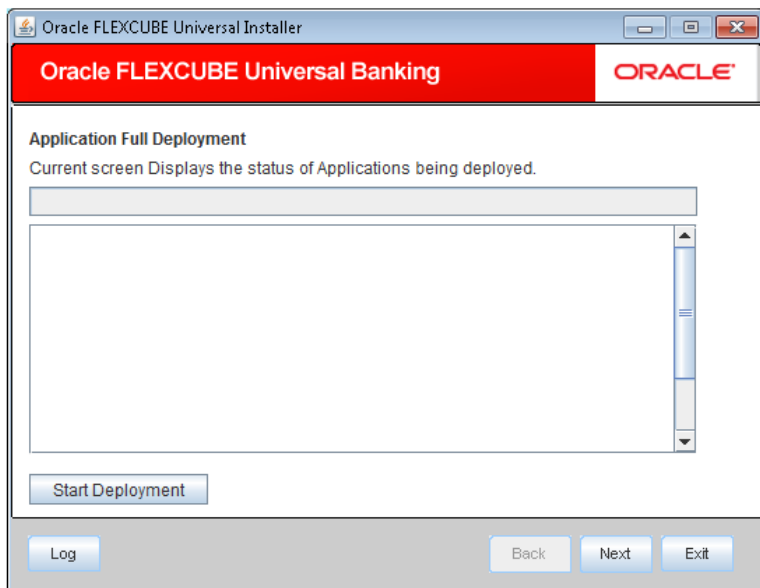 Oracle FLEXCUBE Universal Installer
Oracle FLEXCUBE Universal Banking
ORACLE
Application Full Deployment
Current screen Displays the status of Applications being deployed.
Start Deployment
Log
Back
Next
Exit